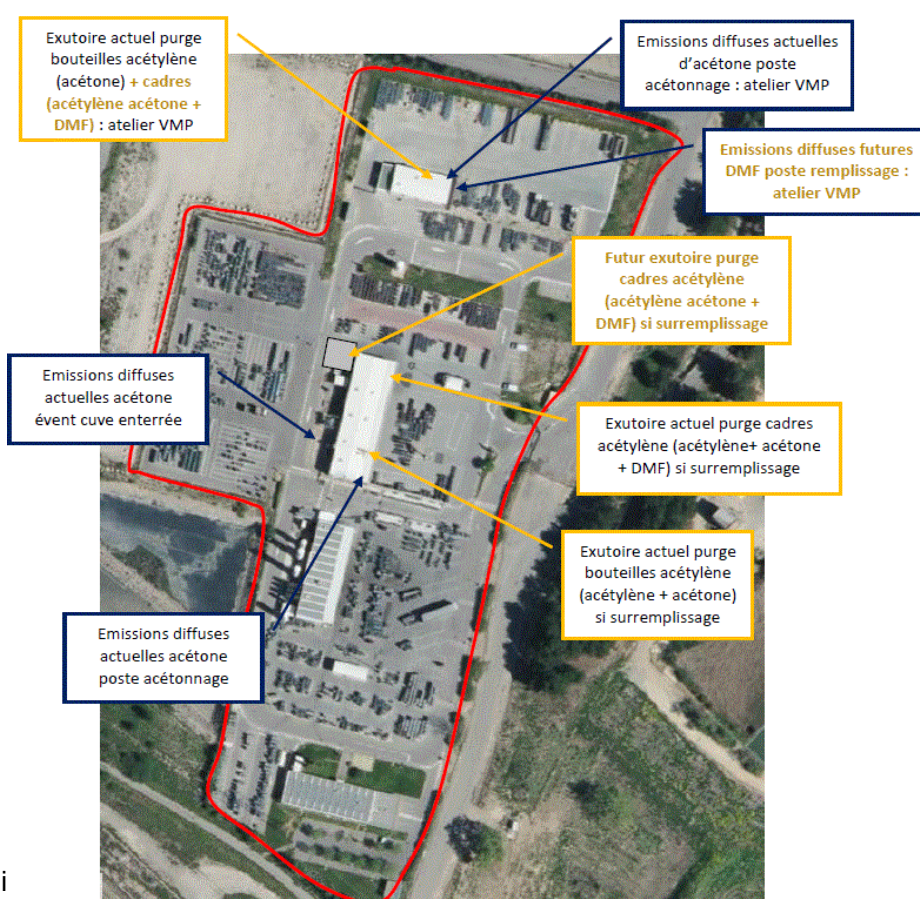 Exutoire actuel purge
bouteilles acétylène
(acétone) + cadres
(acétylène acétone +
DMF) : atelier VMP
Emissions diffuses actuelles
d’acétone poste
acétonnage : atelier VMP
Emissions diffuses futures
DMF poste remplissage :
atelier VMP
Futur exutoire purge
cadres acétylène
(acétylène acétone +
DMF) si surremplissage
Emissions diffuses
actuelles acétone
évent cuve enterrée
Exutoire actuel purge cadres
acétylène (acétylène+ acétone
+ DMF) si surremplissage
Exutoire actuel purge
bouteilles acétylène
(acétylène + acétone)
si surremplissage
Emissions diffuses
actuelles acétone
poste acétonnage
i